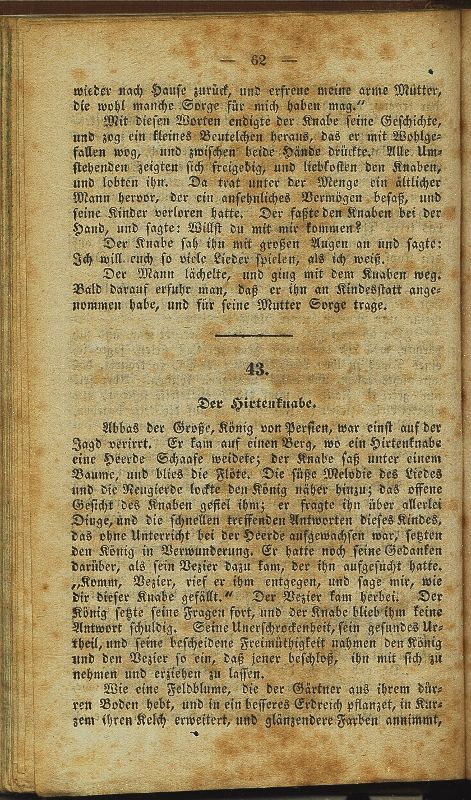 — 62 —
wieder nach Hause zurück, und erfreue meine arme Mutter,
die wohl manche Sorge für mich haben mag.“
Mit diesen Worten endigte der Knabe seine Geschichte,
und zog ein kleines Beutelchen heraus, das er mit Wohlge-
fallen wog, und zwischen beide Hände drückte. Alle Um-
stehenden zeigten sich freigebig, und liebkosten den Knaben,
und lobten ihn. Da trat unter der Menge ein ältlicher
Mann hervor, der ein ansehnliches Vermögen besaß, und
seine Kinder verloren hatte. Der faßte den Knaben bei der
Hand, und sagte: Willst du mit mir kommen?
Der Knabe sah ihn mit großen Augen an und sagte:
Ich will euch so viele Lieder spielen, als ich weiß.
Der Mann lächelte, und ging mit dem Knaben weg.
Bald darauf erfuhr man, daß er ihn an Kindesstatt ange-
nommen habe, und für seine Mutter Sorge trage.
43.
Der Hirtenknabe.
Abbas der Große, König von Persien, war einst auf der
Jagd verirrt. Er kam auf einen Berg, wo ein Hirtenknabe
eine Heerde Schaafe weidete; der Knabe saß unter einem
Baume, und blies die Flöte. Die süße Melodie des Liedes
und die Neugierde lockte den König näher hinzu; das offene
Gesicht des Knaben gefiel ihm; er fragte ihn über allerlei
Dinge, und die schnellen treffenden Antworten dieses Kindes,
das ohne Unterricht bei der Heerde aufgewachsen war, setzten
den König in Verwunderung. Er hatte noch seine Gedanken
darüber, als sein Vezier dazu kam, der ihn aufgesucht hatte.
„Komm, Vezier, rief er ihm entgegen, und sage mir, wie
dir dieser Knabe gefällt.“ Der Vezier kam herbei. Der
König setzte seine Fragen fort, und der Knabe blieb ihm keine
Antwort schuldig. Seine Unerschrockenheit, sein gesundes Ur-
theil, und seine bescheidene Freimüthigkeit nahmen den König
und den Vezier so ein, daß jener beschloß, ihn mit sich zu
nehmen und erziehen zu lassen.
Wie eine Feldblume, die der Gärtner aus ihrem dür-
ren Boden hebt, und in ein besseres Erdreich pflanzet, in Kur-
zem ihren Kelch erweitert, und glänzendere Farben annimmt,